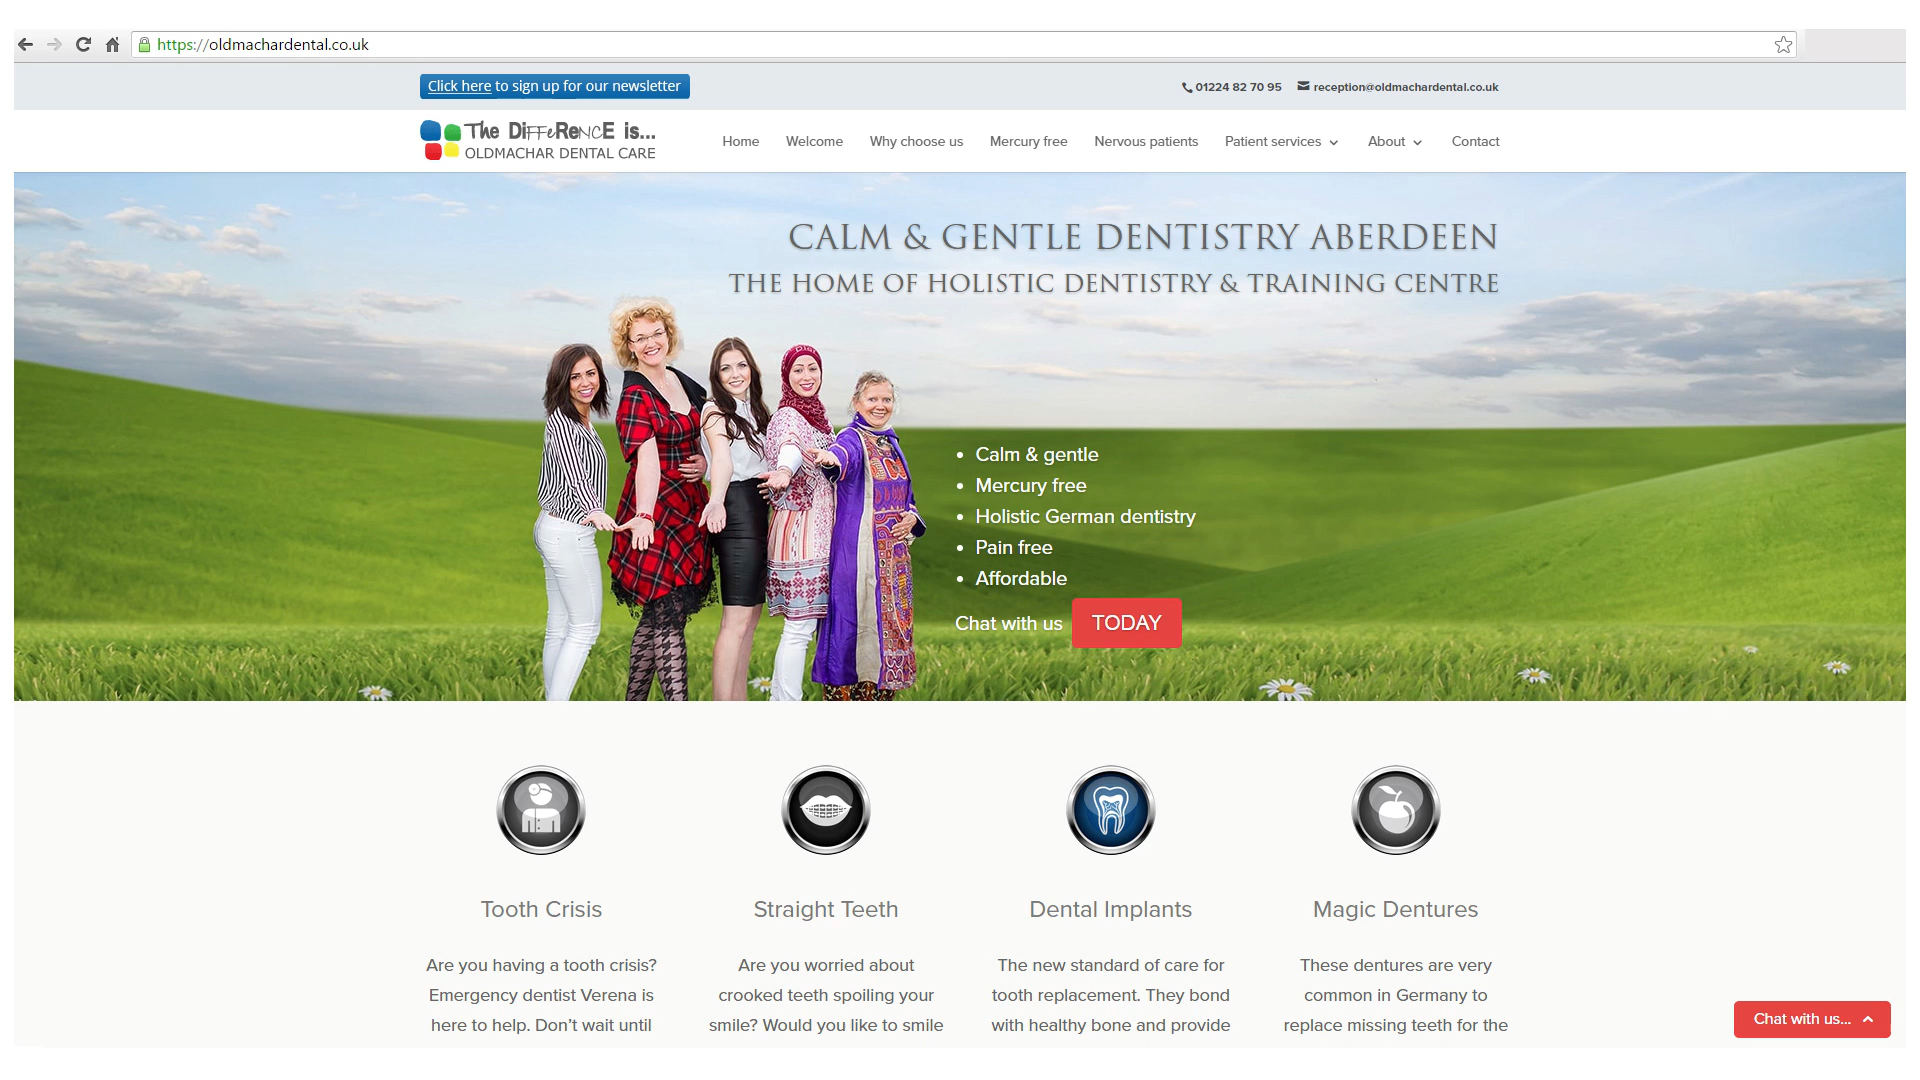 https://oldmachardental.co.uk
Click here to sign up for our newsletter
01224 82 70 95 reception@oldmachardental.co.uk
The DiFFeReNCE is...
OLDMACHAR DENTAL CARE
Home Welcome Why choose us Mercury free Nervous patients Patient services About Contact
CALM & GENTLE DENTISTRY ABERDEEN
THE HOME OF HOLISTIC DENTISTRY & TRAINING CENTRE
• Calm & gentle
• Mercury free
• Holistic German dentistry
• Pain free
• Affordable
Chat with us TODAY
Tooth Crisis
Are you having a tooth crisis?
Emergency dentist Verena is
here to help. Don’t wait until
Straight Teeth
Are you worried about
crooked teeth spoiling your
smile? Would you like to smile
Dental Implants
The new standard of care for
tooth replacement. They bond
with healthy bone and provide
Magic Dentures
These dentures are very
common in Germany to
replace missing teeth for the
Chat with us...